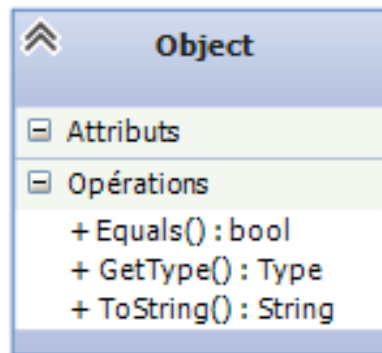 Object
Attributs
Opérations
+ Equals() : bool
+ GetType() : Type
+ ToString() : String